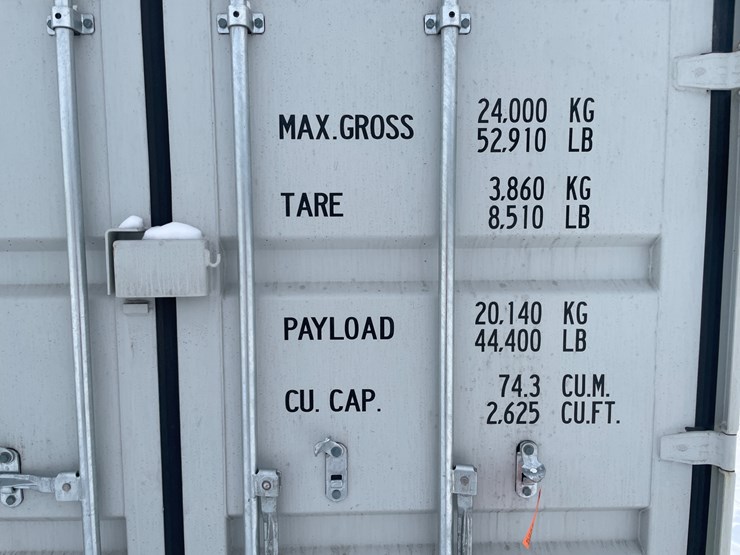 MAX.GROSS 24,000 KG
52,910 LB
TARE 3,860 KG
8,510 LB
PAYLOAD 20,140 KG
44,400 LB
CU. CAP. 74.3 CU.M.
2,625 CU.FT.